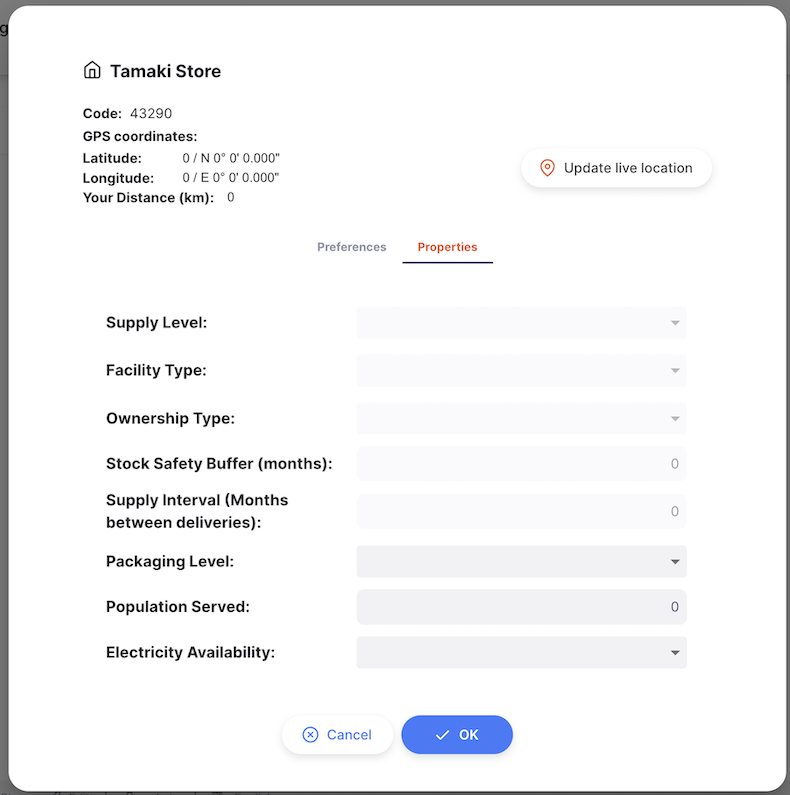 Tamaki Store
Code: 43290
GPS coordinates:
Latitude: 0 / N 0° 0' 0.000"
Longitude: 0 / E 0° 0' 0.000"
Your Distance (km): 0
Update live location
Preferences Properties
Supply Level:
Facility Type:
Ownership Type:
Stock Safety Buffer (months): 0
Supply Interval (Months
between deliveries): 0
Packaging Level:
Population Served: 0
Electricity Availability:
Cancel OK